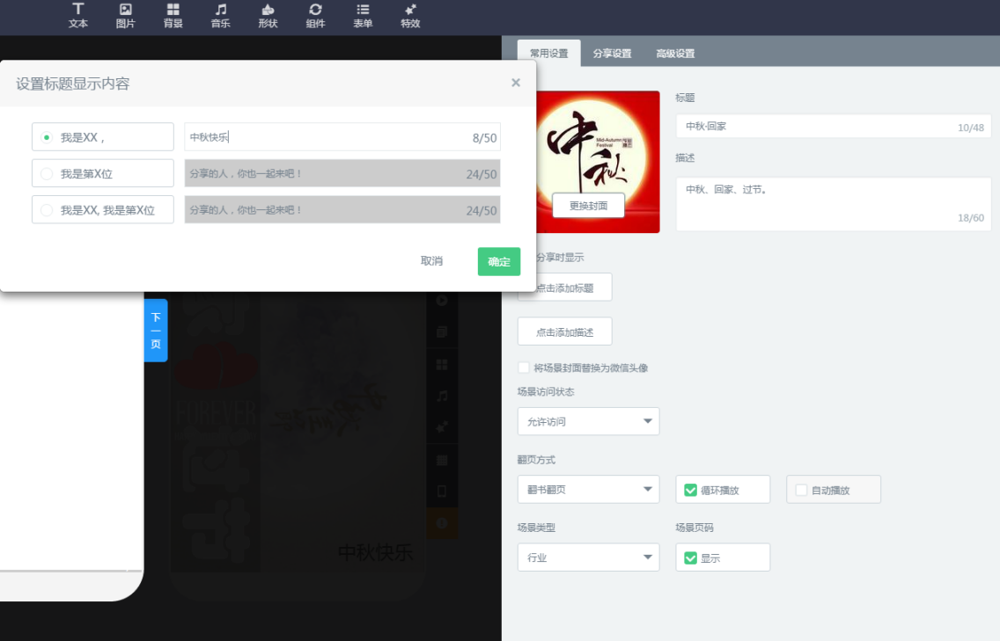 文本 图片 背景 音乐 形状 组件 表单 特效
常用设置 分享设置 高级设置
设置标题显示内容 ×
我是XX， 中秋快乐 8/50
我是第X位 分享的人，你也一起来吧！ 24/50
我是XX, 我是第X位 分享的人，你也一起来吧！ 24/50
取消 确定
中秋
Mid-Autumn
Festival
更换封面
标题
中秋-回家 10/48
描述
中秋、回家、过节。
18/60
分享时显示
点击添加标题
点击添加描述
将场景封面替换为微信头像
场景访问状态
允许访问
翻页方式
翻书翻页 循环播放 自动播放
场景类型 场景页码
行业 显示
下一页
FOREVER
过节
中秋快乐